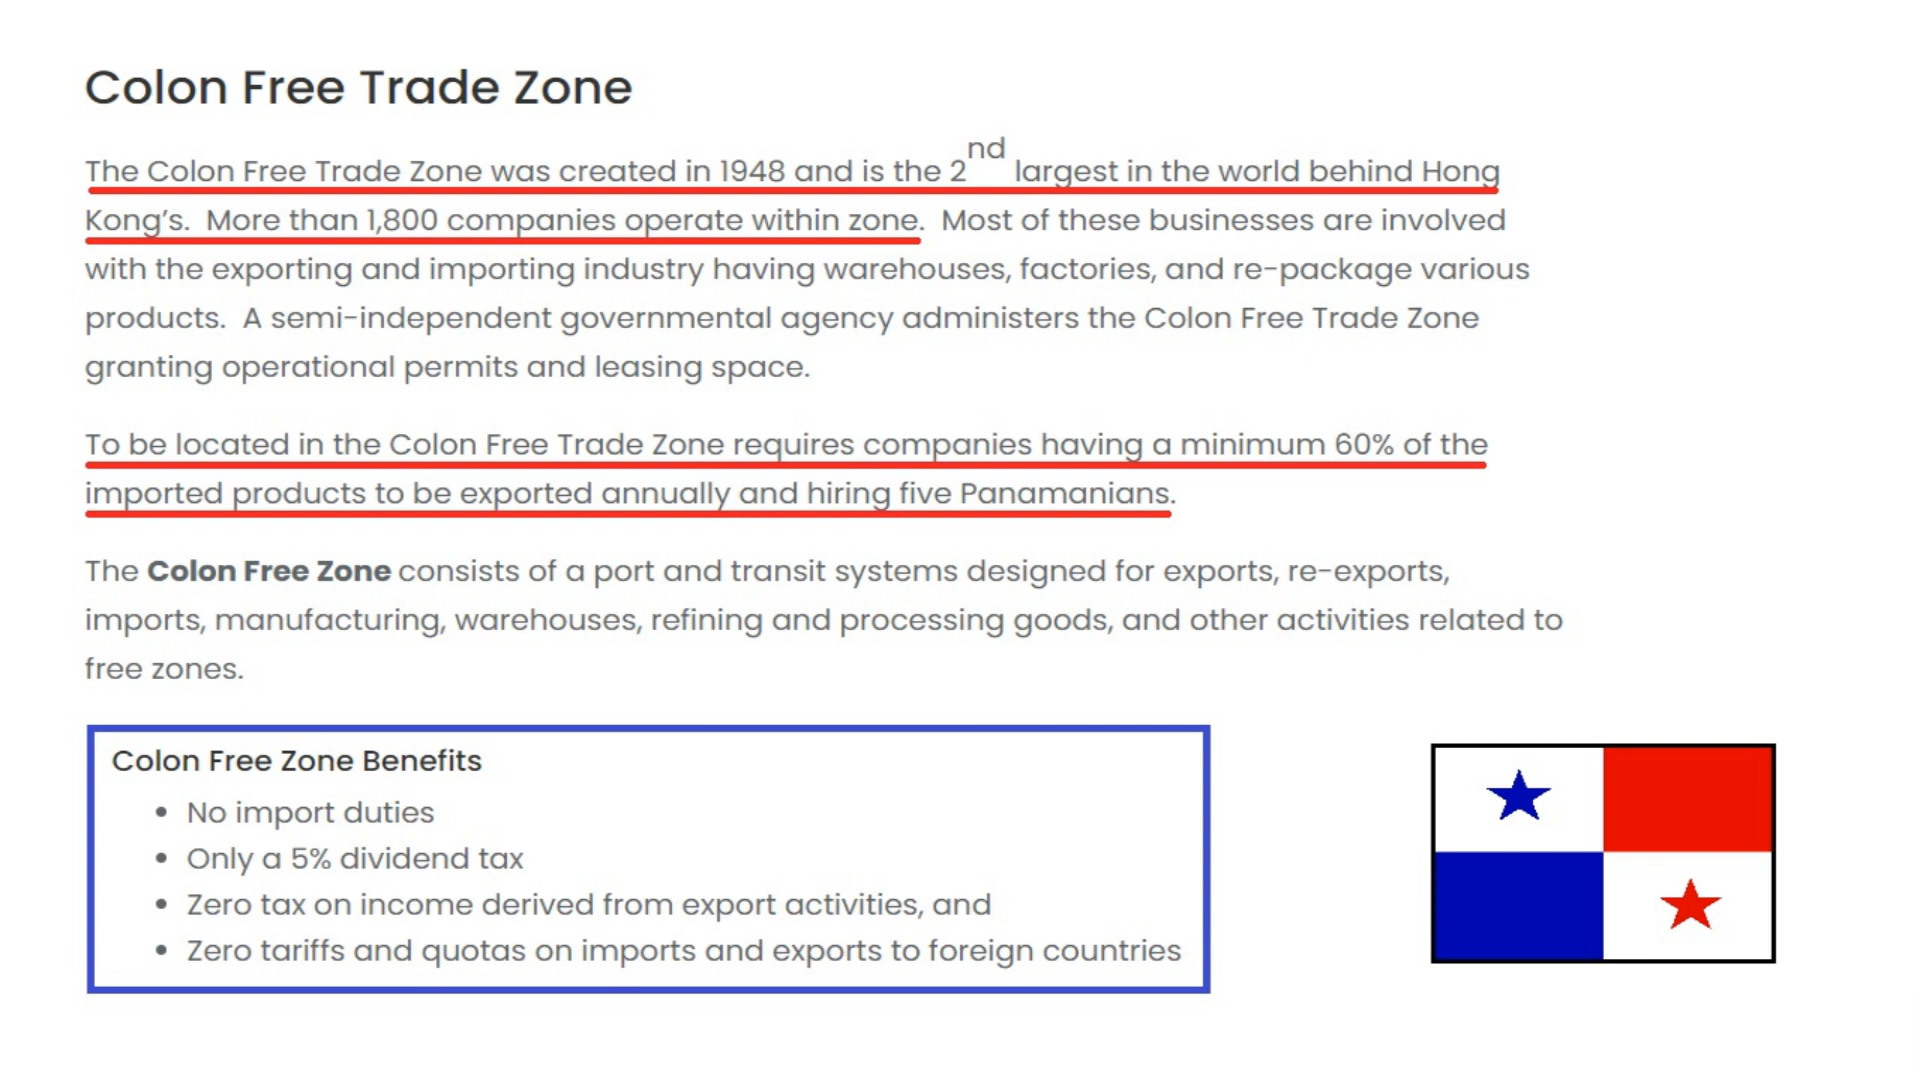 Colon Free Trade Zone
The Colon Free Trade Zone was created in 1948 and is the 2nd largest in the world behind Hong
Kong’s.  More than 1,800 companies operate within zone.  Most of these businesses are involved
with the exporting and importing industry having warehouses, factories, and re-package various
products.  A semi-independent governmental agency administers the Colon Free Trade Zone
granting operational permits and leasing space.
To be located in the Colon Free Trade Zone requires companies having a minimum 60% of the
imported products to be exported annually and hiring five Panamanians.
The Colon Free Zone consists of a port and transit systems designed for exports, re-exports,
imports, manufacturing, warehouses, refining and processing goods, and other activities related to
free zones.
Colon Free Zone Benefits
• No import duties
• Only a 5% dividend tax
• Zero tax on income derived from export activities, and
• Zero tariffs and quotas on imports and exports to foreign countries